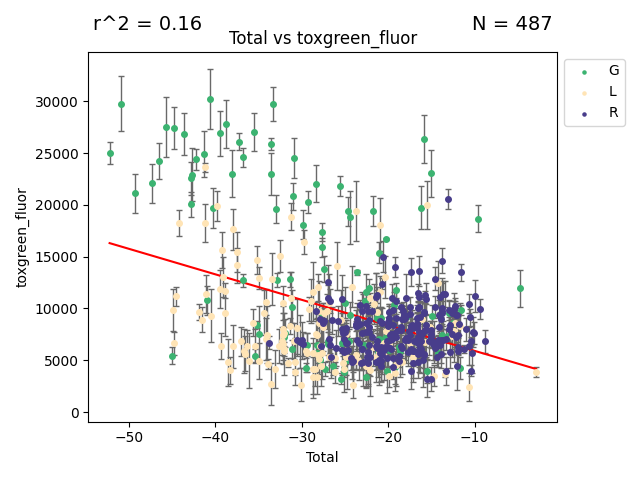 r^2 = 0.16 N = 487
Total vs toxgreen_fluor
G
L
R
30000
25000
20000
15000
10000
5000
0
toxgreen_fluor
−50 −40 −30 −20 −10
Total